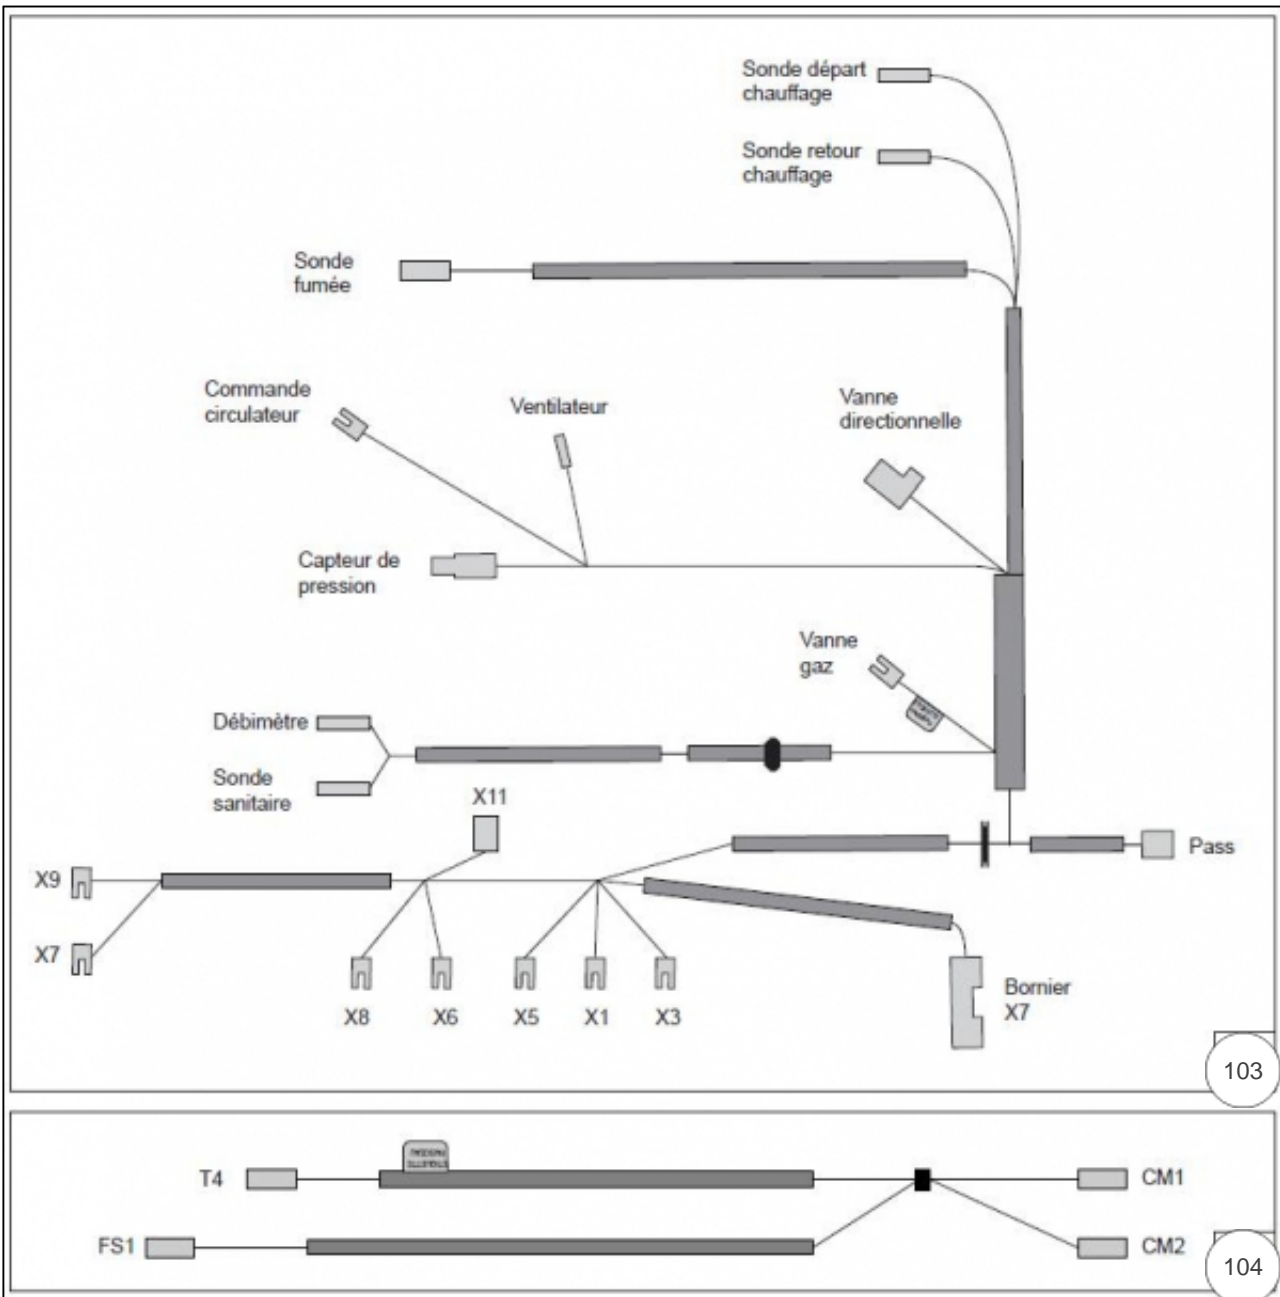 Sonde départ
chauffage
Sonde retour
chauffage
Sonde
fumée
Commande
circulateur
Ventilateur
Vanne
directionnelle
Capteur de
pression
Vanne
gaz
Débimètre
Sonde
sanitaire
X11
Pass
X9
X7
X8
X6
X5
X1
X3
Bornier
X7
103
T4
CM1
FS1
CM2
104